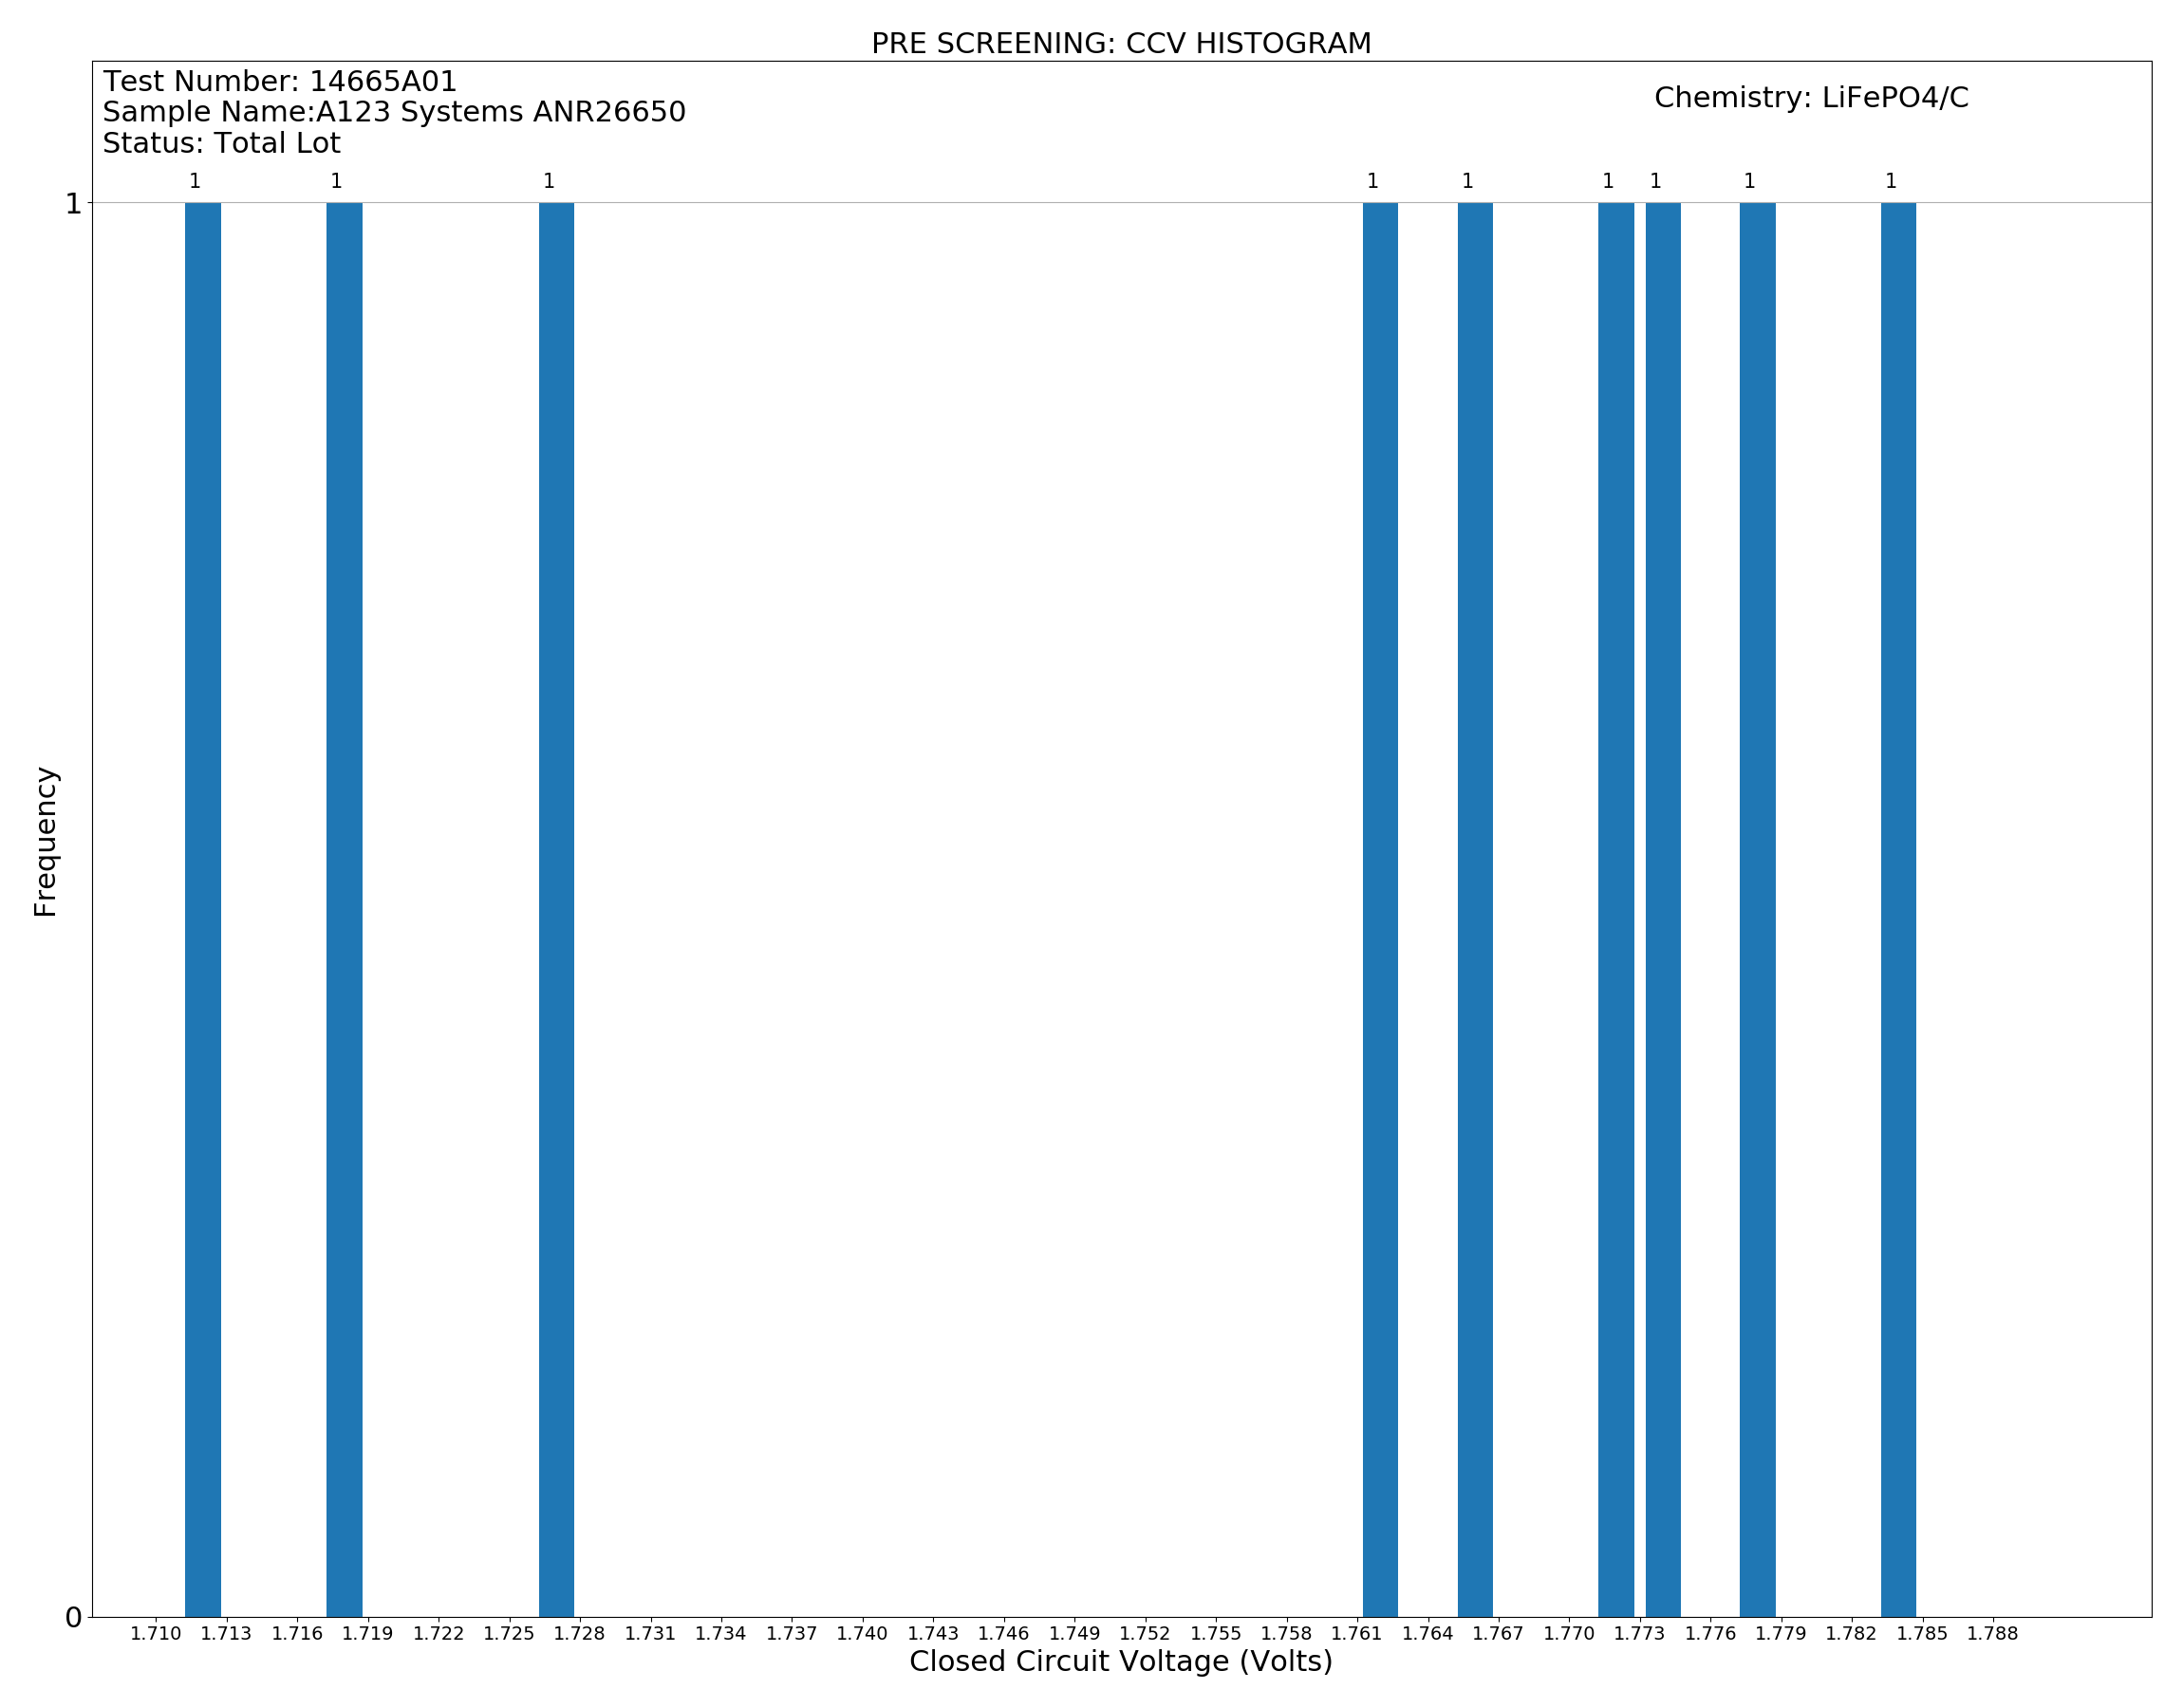 PRE SCREENING: CCV HISTOGRAM
Test Number: 14665A01
Sample Name:A123 Systems ANR26650
Status: Total Lot
Chemistry: LiFePO4/C
1 1 1 1 1 1 1 1 1
1
Frequency
0
1.710 1.713 1.716 1.719 1.722 1.725 1.728 1.731 1.734 1.737 1.740 1.743 1.746 1.749 1.752 1.755 1.758 1.761 1.764 1.767 1.770 1.773 1.776 1.779 1.782 1.785 1.788
Closed Circuit Voltage (Volts)